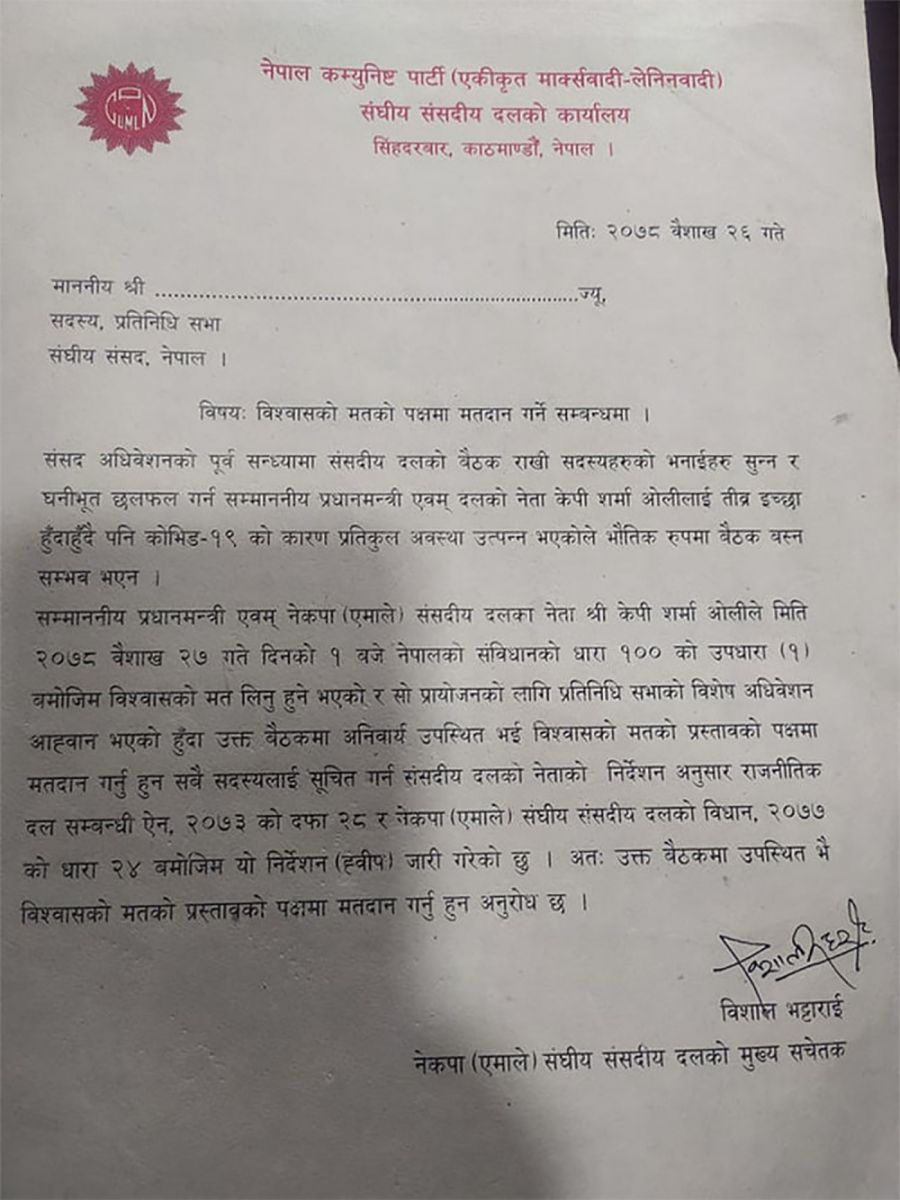 CPN
UML
नेपाल कम्युनिष्ट पार्टी (एकीकृत मार्क्सवादी-लेनिनवादी)
संघीय संसदीय दलको कार्यालय
सिंहदरबार, काठमाण्डौं, नेपाल ।
मितिः २०७८ वैशाख २६ गते
माननीय श्री ................................................................................ज्यू,
सदस्य, प्रतिनिधि सभा
संघीय संसद, नेपाल ।
विषयः विश्वासको मतको पक्षमा मतदान गर्ने सम्बन्धमा ।
संसद अधिवेशनको पूर्व सन्ध्यामा संसदीय दलको बैठक राखी सदस्यहरुको भनाईहरु सुन्न र
घनीभूत छलफल गर्न सम्माननीय प्रधानमन्त्री एवम् दलको नेता केपी शर्मा ओलीलाई तीव्र इच्छा
हुँदाहुँदै पनि कोभिड-१९ को कारण प्रतिकुल अवस्था उत्पन्न भएकोले भौतिक रुपमा बैठक वस्न
सम्भव भएन ।
सम्माननीय प्रधानमन्त्री एवम् नेकपा (एमाले) संसदीय दलका नेता श्री केपी शर्मा ओलीले मिति
२०७८ वैशाख २७ गते दिनको १ बजे नेपालको संविधानको धारा १०० को उपधारा (१)
बमोजिम विश्वासको मत लिनु हुने भएको र सो प्रायोजनको लागि प्रतिनिधि सभाको विशेष अधिवेशन
आह्वान भएको हुँदा उक्त बैठकमा अनिवार्य उपस्थित भई विश्वासको मतको प्रस्तावको पक्षमा
मतदान गर्नु हुन सबै सदस्यलाई सूचित गर्न संसदीय दलको नेताको निर्देशन अनुसार राजनीतिक
दल सम्बन्धी ऐन, २०७३ को दफा २८ र नेकपा (एमाले) संघीय संसदीय दलको विधान, २०७७
को धारा २४ बमोजिम यो निर्देशन (ह्वीप) जारी गरेको छु । अतः उक्त बैठकमा उपस्थित भै
विश्वासको मतको प्रस्तावको पक्षमा मतदान गर्नु हुन अनुरोध छ ।
विशाल भट्टाराई
नेकपा (एमाले) संघीय संसदीय दलको मुख्य सचेतक